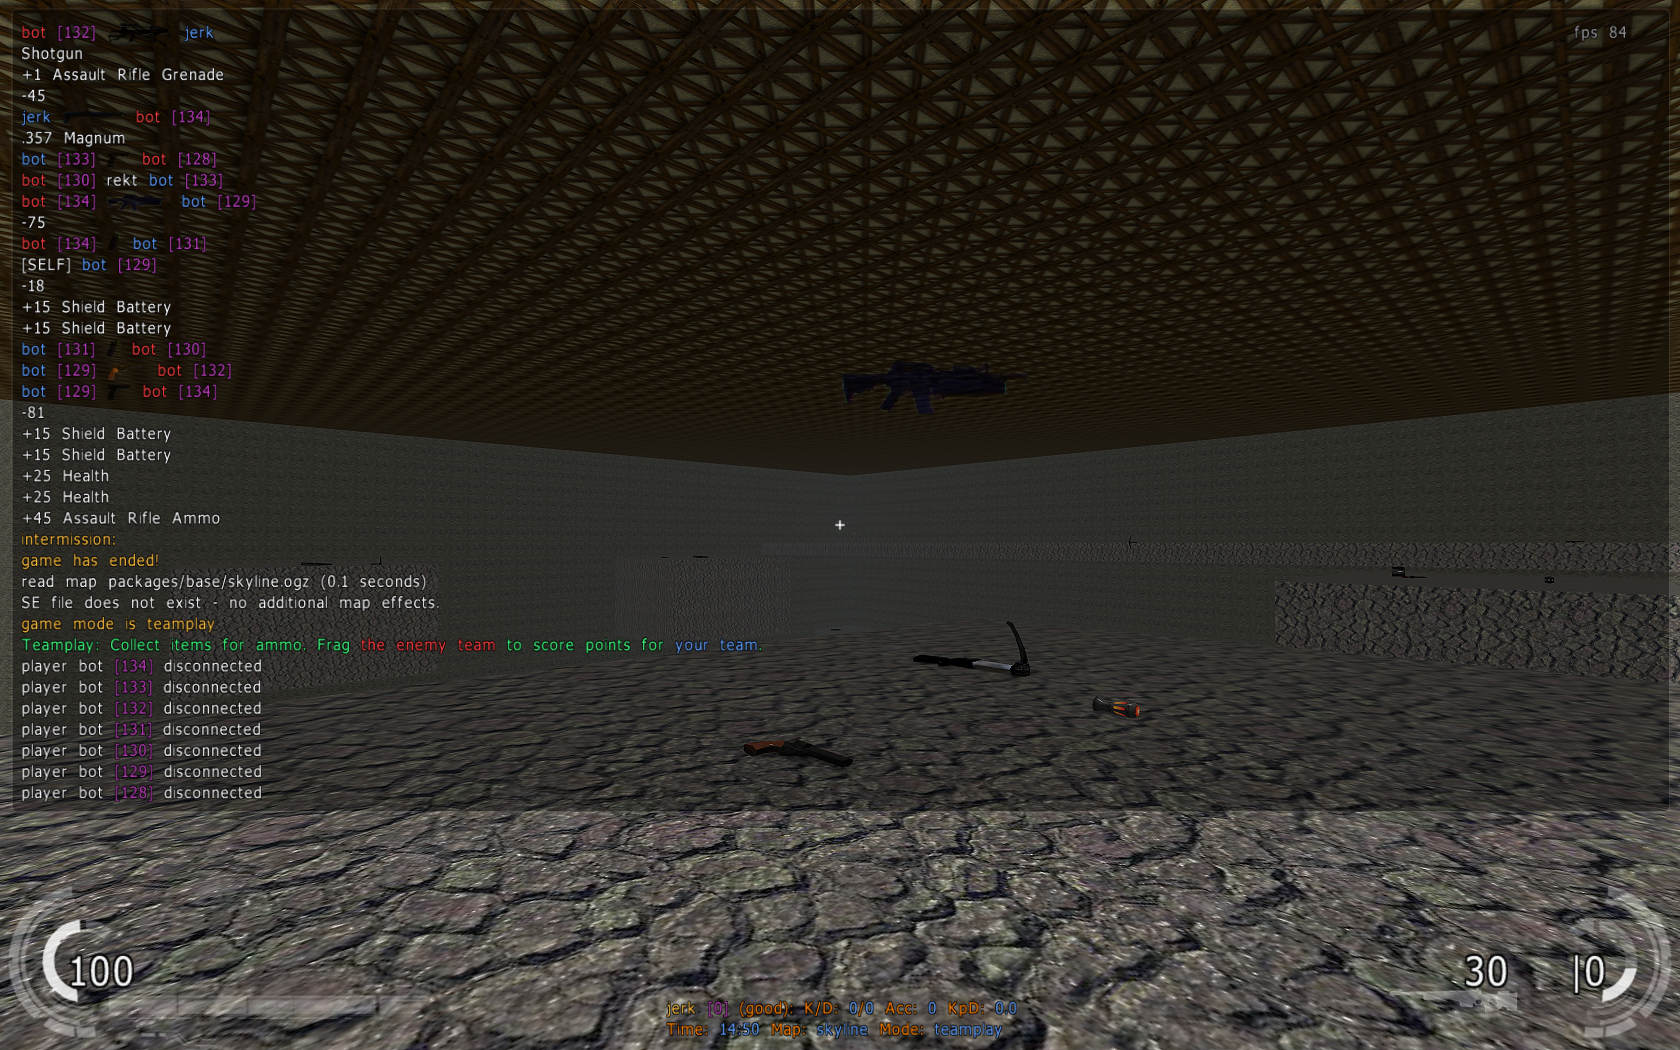 bot [132] jerk
fps 84
Shotgun
+1 Assault Rifle Grenade
-45
jerk bot [134]
.357 Magnum
bot [133] bot [128]
bot [130] rekt bot [133]
bot [134] bot [129]
-75
bot [134] bot [131]
[SELF] bot [129]
-18
+15 Shield Battery
+15 Shield Battery
bot [131] bot [130]
bot [129] bot [132]
bot [129] bot [134]
-81
+15 Shield Battery
+15 Shield Battery
+25 Health
+25 Health
+45 Assault Rifle Ammo
intermission:
game has ended!
read map packages/base/skyline.ogz (0.1 seconds)
SE file does not exist - no additional map effects.
game mode is teamplay
Teamplay: Collect items for ammo. Frag the enemy team to score points for your team.
player bot [134] disconnected
player bot [133] disconnected
player bot [132] disconnected
player bot [131] disconnected
player bot [130] disconnected
player bot [129] disconnected
player bot [128] disconnected
100
30 |0
jerk [0] (good): K/D: 0/0 Acc: 0 KpD: 0.0
Time: 14:50 Map: skyline Mode: teamplay